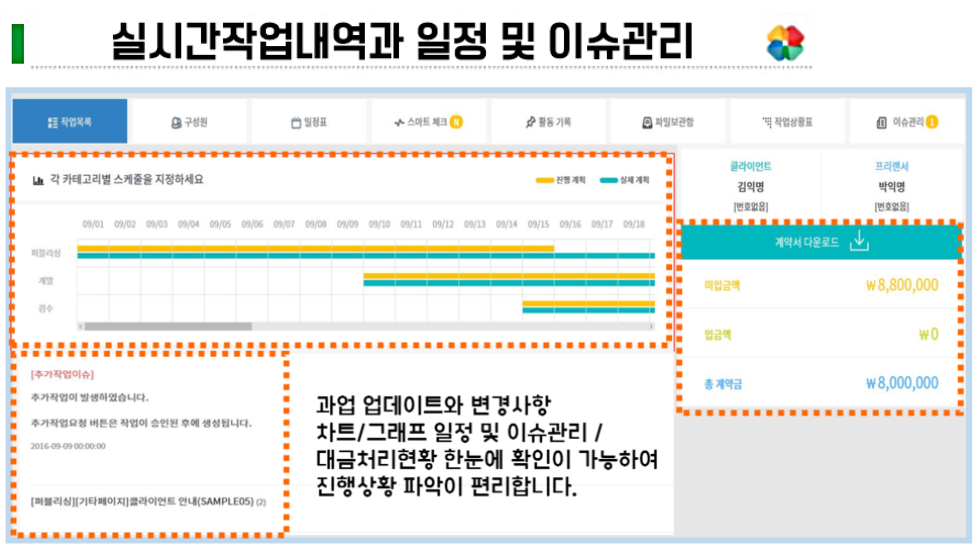 실시간작업내역과 일정 및 이슈관리
작업목록 구성원 일정표 스마트 체크 N 활동 기록 파일보관함 작업상황표 이슈관리 1
각 카테고리별 스케줄을 지정하세요
진행 계획 실제 계획
09/01 09/02 09/03 09/04 09/05 09/06 09/07 09/08 09/09 09/10 09/11 09/12 09/13 09/14 09/15 09/16 09/17 09/18
퍼블리싱
개발
검수
클라이언트 프리랜서
김익명 박익명
[번호없음] [번호없음]
계약서 다운로드
미입금액 ₩8,800,000
입금액 ₩0
총 계약금 ₩8,000,000
[추가작업이슈]
추가작업이 발생하였습니다.
추가작업요청 버튼은 작업이 승인된 후에 생성됩니다.
2016-09-09 00:00:00
[퍼블리싱][기타페이지]클라이언트 안내(SAMPLE05) (2)
과업 업데이트와 변경사항
차트/그래프 일정 및 이슈관리 /
대금처리현황 한눈에 확인이 가능하여
진행상황 파악이 편리합니다.